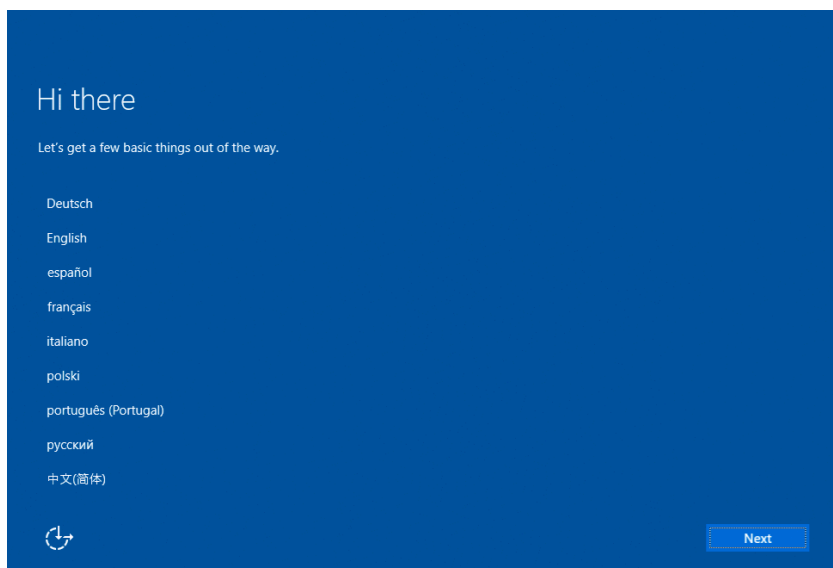 Hi there
Let's get a few basic things out of the way.
Deutsch
English
español
français
italiano
polski
português (Portugal)
русский
中文(简体)
Next